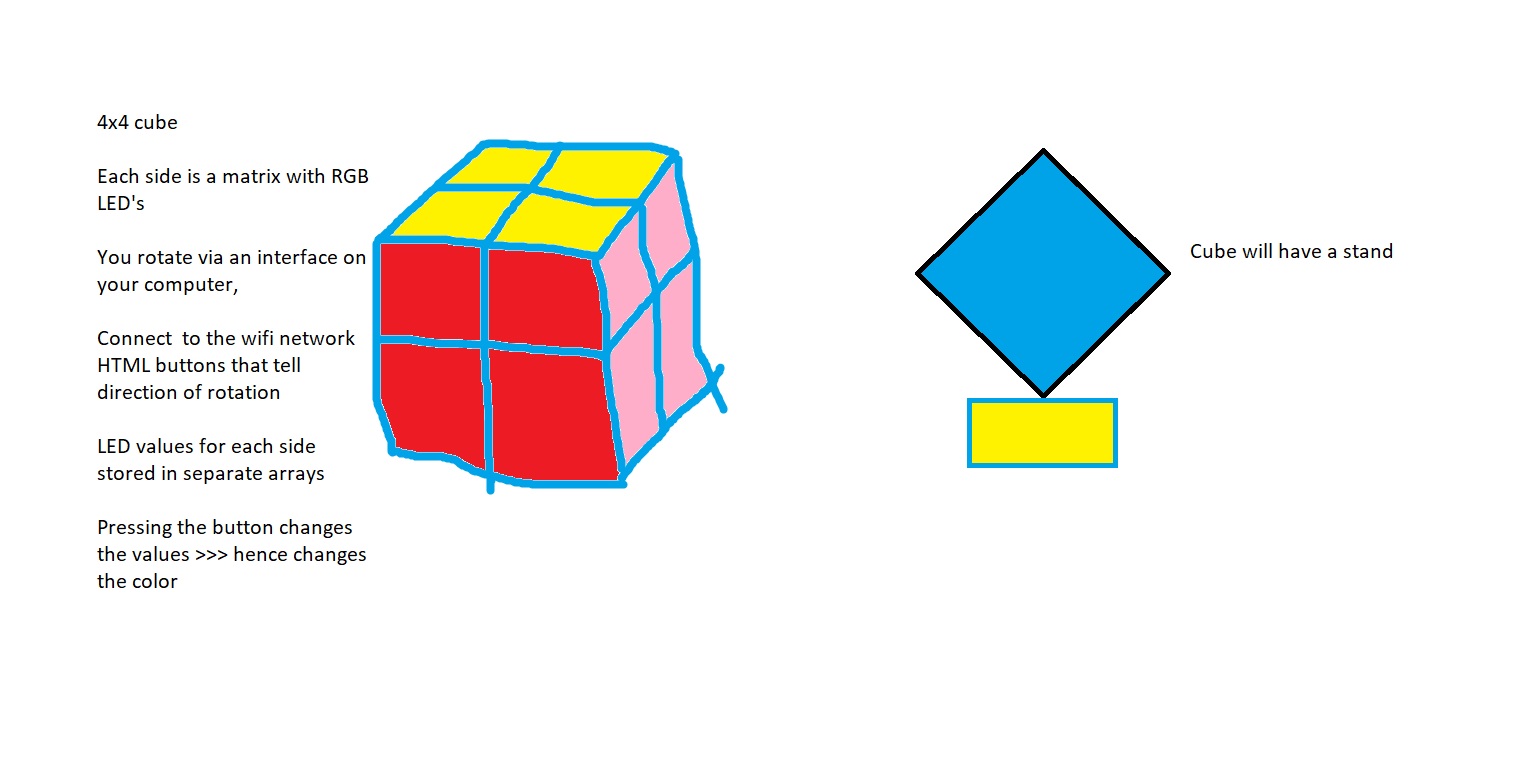 4x4 cube
Each side is a matrix with RGB
LED's
You rotate via an interface on
your computer,
Connect  to the wifi network
HTML buttons that tell
direction of rotation
LED values for each side
stored in separate arrays
Pressing the button changes
the values >>> hence changes
the color
Cube will have a stand